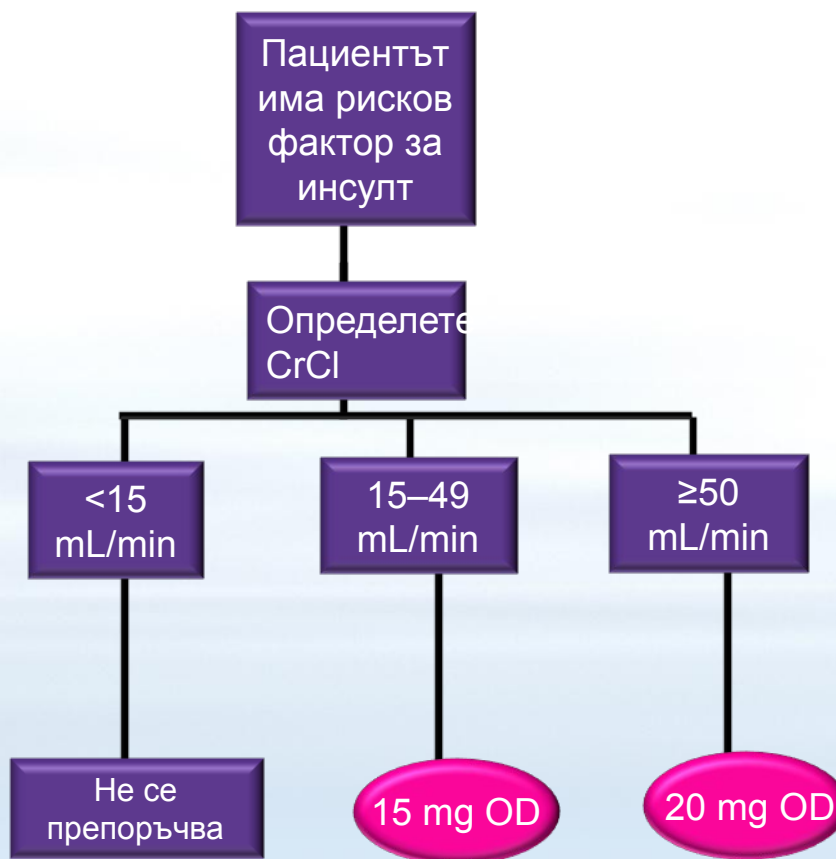 Пациентът
има рисков
фактор за
инсулт
Определете
CrCl
<15
mL/min
15–49
mL/min
≥50
mL/min
Не се
препоръчва
15 mg OD
20 mg OD